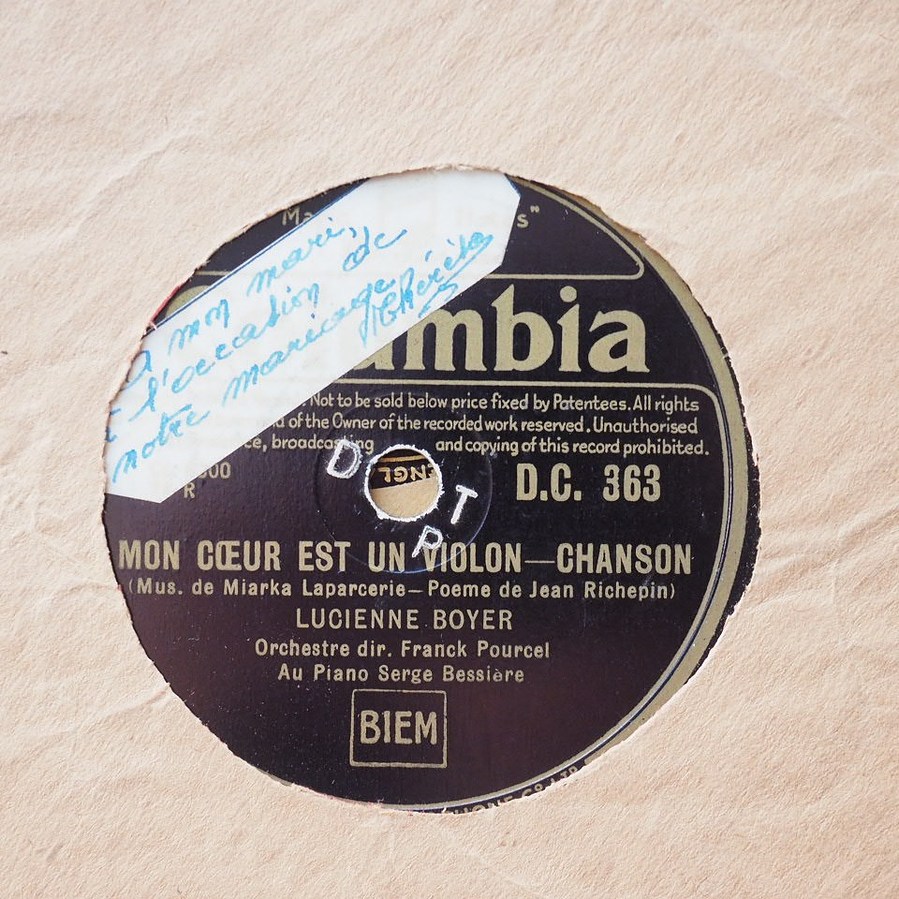 à mon mari,
à l'occasion de
notre mariage,
umbia
Not to be sold below price fixed by Patentees. All rights
of the Owner of the recorded work reserved. Unauthorised
broadcasting and copying of this record prohibited.
R
D.C. 363
D
T
R
ENGL
MON CŒUR EST UN VIOLON—CHANSON
(Mus. de Miarka Laparcerie—Poeme de Jean Richepin)
LUCIENNE BOYER
Orchestre dir. Franck Pourcel
Au Piano Serge Bessière
BIEM